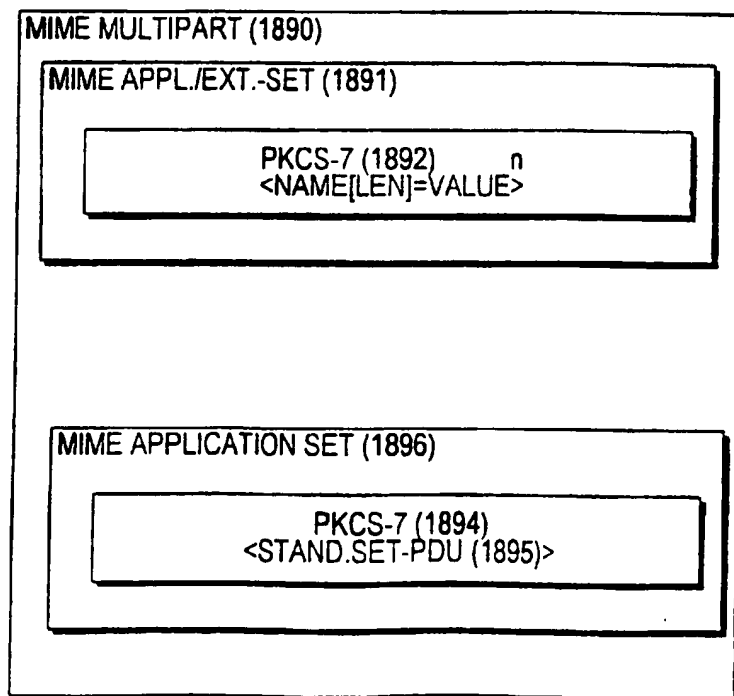 MIME MULTIPART (1890)
MIME APPL./EXT.-SET (1891)
PKCS-7 (1892) n
<NAME[LEN]=VALUE>
MIME APPLICATION SET (1896)
PKCS-7 (1894)
<STAND.SET-PDU (1895)>